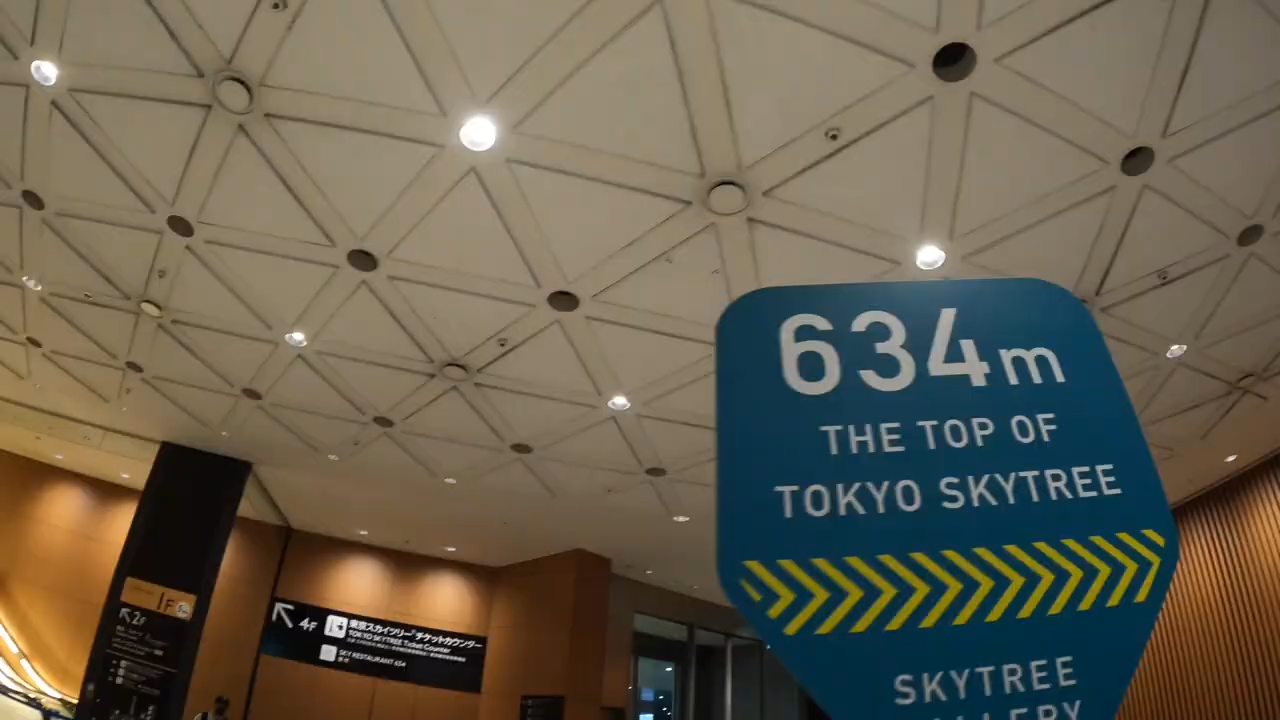 634m
THE TOP OF
TOKYO SKYTREE
SKYTREE
GALLERY
4F
東京スカイツリー®チケットカウンター
TOKYO SKYTREE Ticket Counter
SKY RESTAURANT 634
1F
2F